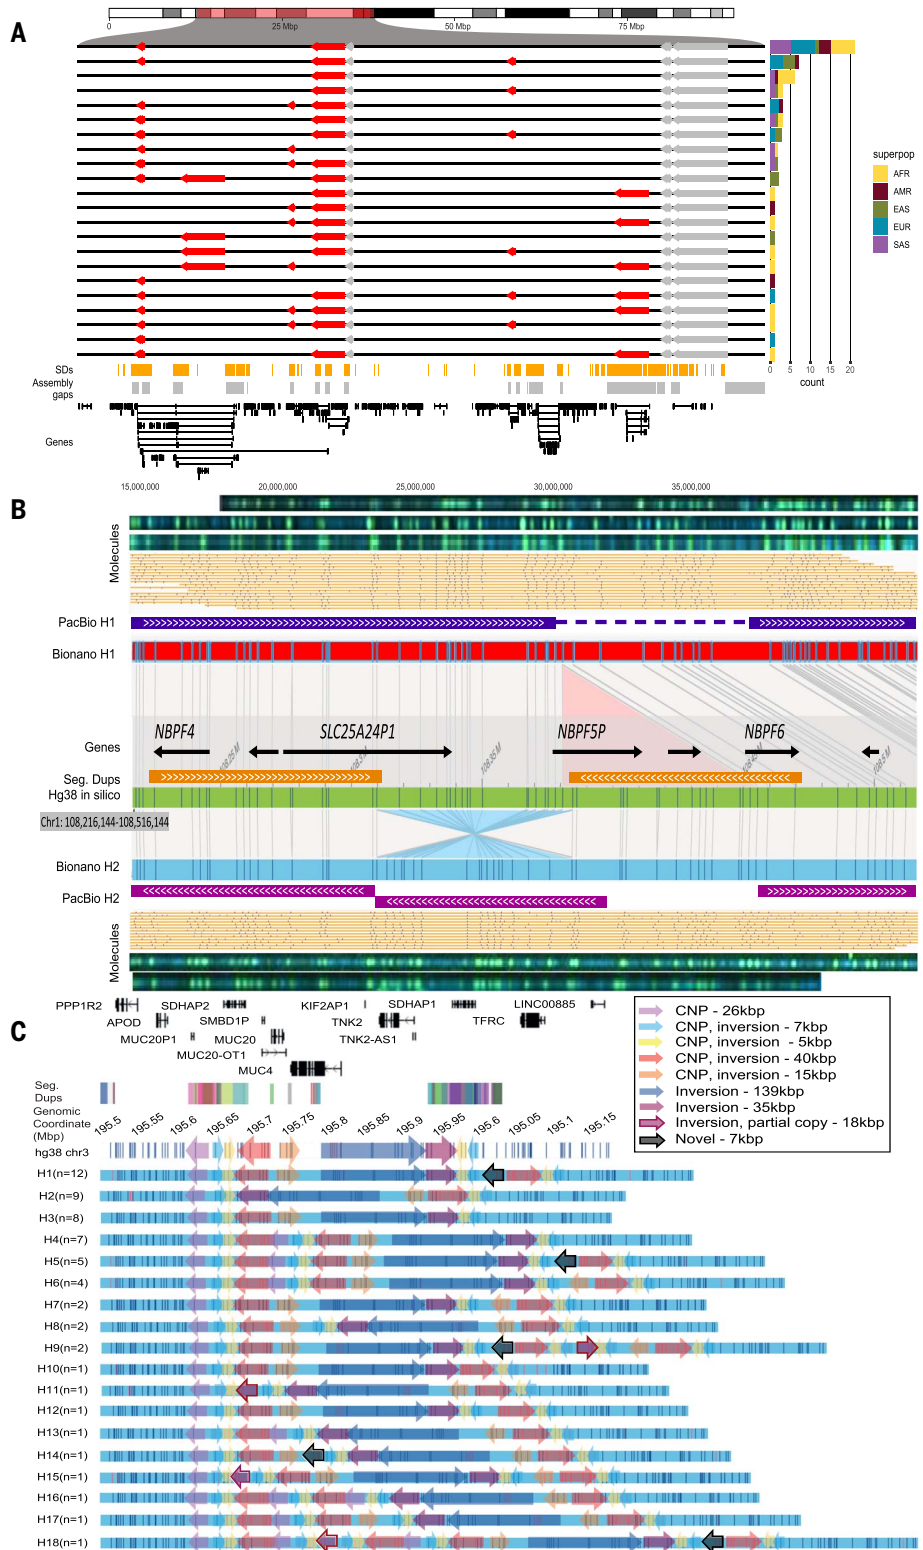 A
0
25 Mbp
50 Mbp
75 Mbp
superpop
AFR
AMR
EAS
EUR
SAS
0 5 10 15 20
count
SDs
Assembly
gaps
Genes
15,000,000 20,000,000 25,000,000 30,000,000 35,000,000
B
Molecules
PacBio H1
Bionano H1
NBPF4 SLC25A24P1 NBPF5P NBPF6
Genes
108.35 M
Seg. Dups
Hg38 in silico
Chr1: 108,216,144-108,516,144
Bionano H2
PacBio H2
Molecules
C
PPP1R2 SDHAP2 KIF2AP1 SDHAP1 LINC00885
APOD SMBD1P TNK2 TFRC
MUC20P1 MUC20 TNK2-AS1
MUC20-OT1
MUC4
CNP - 26kbp
CNP, inversion - 7kbp
CNP, inversion - 5kbp
CNP, inversion - 40kbp
CNP, inversion - 15kbp
Inversion - 139kbp
Inversion - 35kbp
Inversion, partial copy - 18kbp
Novel - 7kbp
Seg.
Dups
Genomic
Coordinate
(Mbp)
195.5 195.55 195.6 195.65 195.7 195.75 195.8 195.85 195.9 195.95 195.6 195.05 195.1 195.15
hg38 chr3
H1(n=12)
H2(n=9)
H3(n=8)
H4(n=7)
H5(n=5)
H6(n=4)
H7(n=2)
H8(n=2)
H9(n=2)
H10(n=1)
H11(n=1)
H12(n=1)
H13(n=1)
H14(n=1)
H15(n=1)
H16(n=1)
H17(n=1)
H18(n=1)